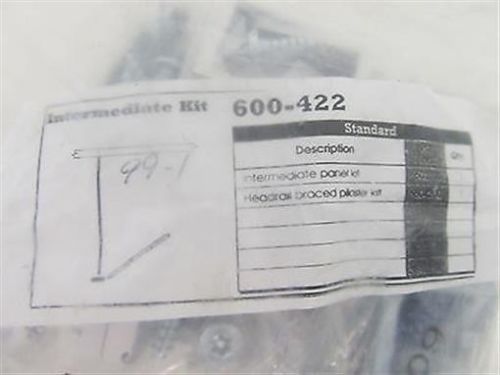 Intermediate Kit 600-422
Standard
Description Qty.
Intermediate panel kit
Headrail braced pilaster kit
99-1